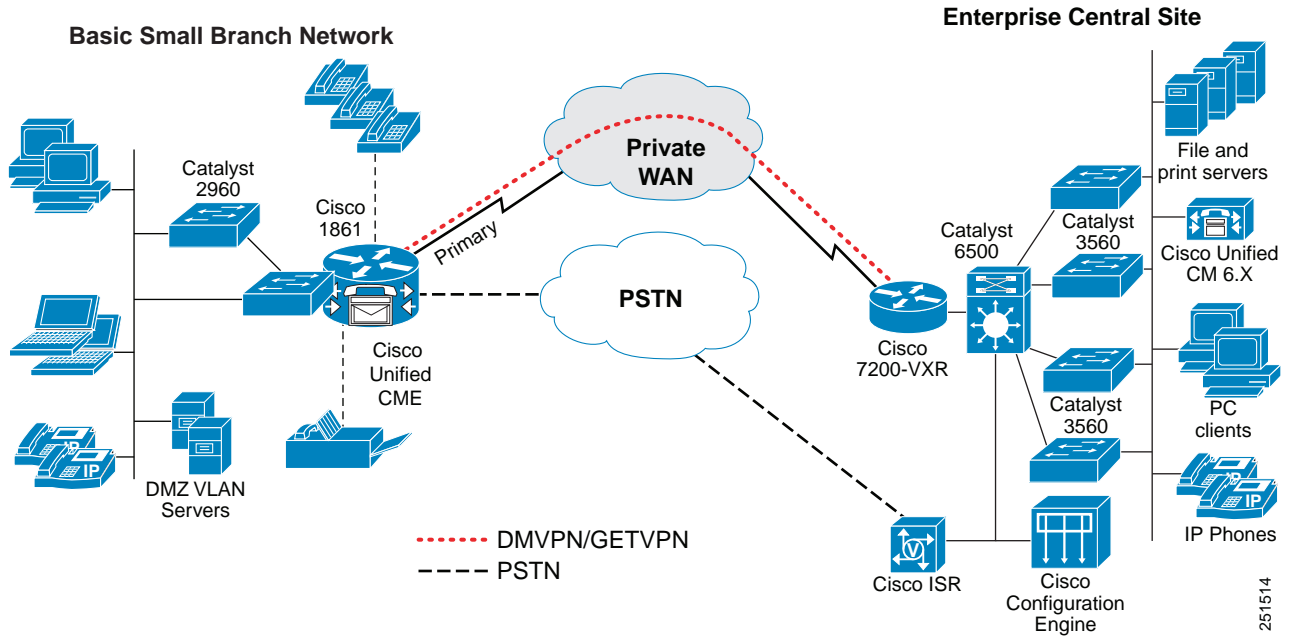 Basic Small Branch Network
Enterprise Central Site
Catalyst
2960
Cisco
1861
Primary
Private
WAN
PSTN
Cisco
Unified
CME
DMZ VLAN
Servers
IP
IP
Cisco
7200-VXR
Catalyst
6500
Catalyst
3560
File and
print servers
Cisco Unified
CM 6.X
Catalyst
3560
PC
clients
IP
IP
IP Phones
V
Cisco ISR
Cisco
Configuration
Engine
DMVPN/GETVPN
PSTN
251514